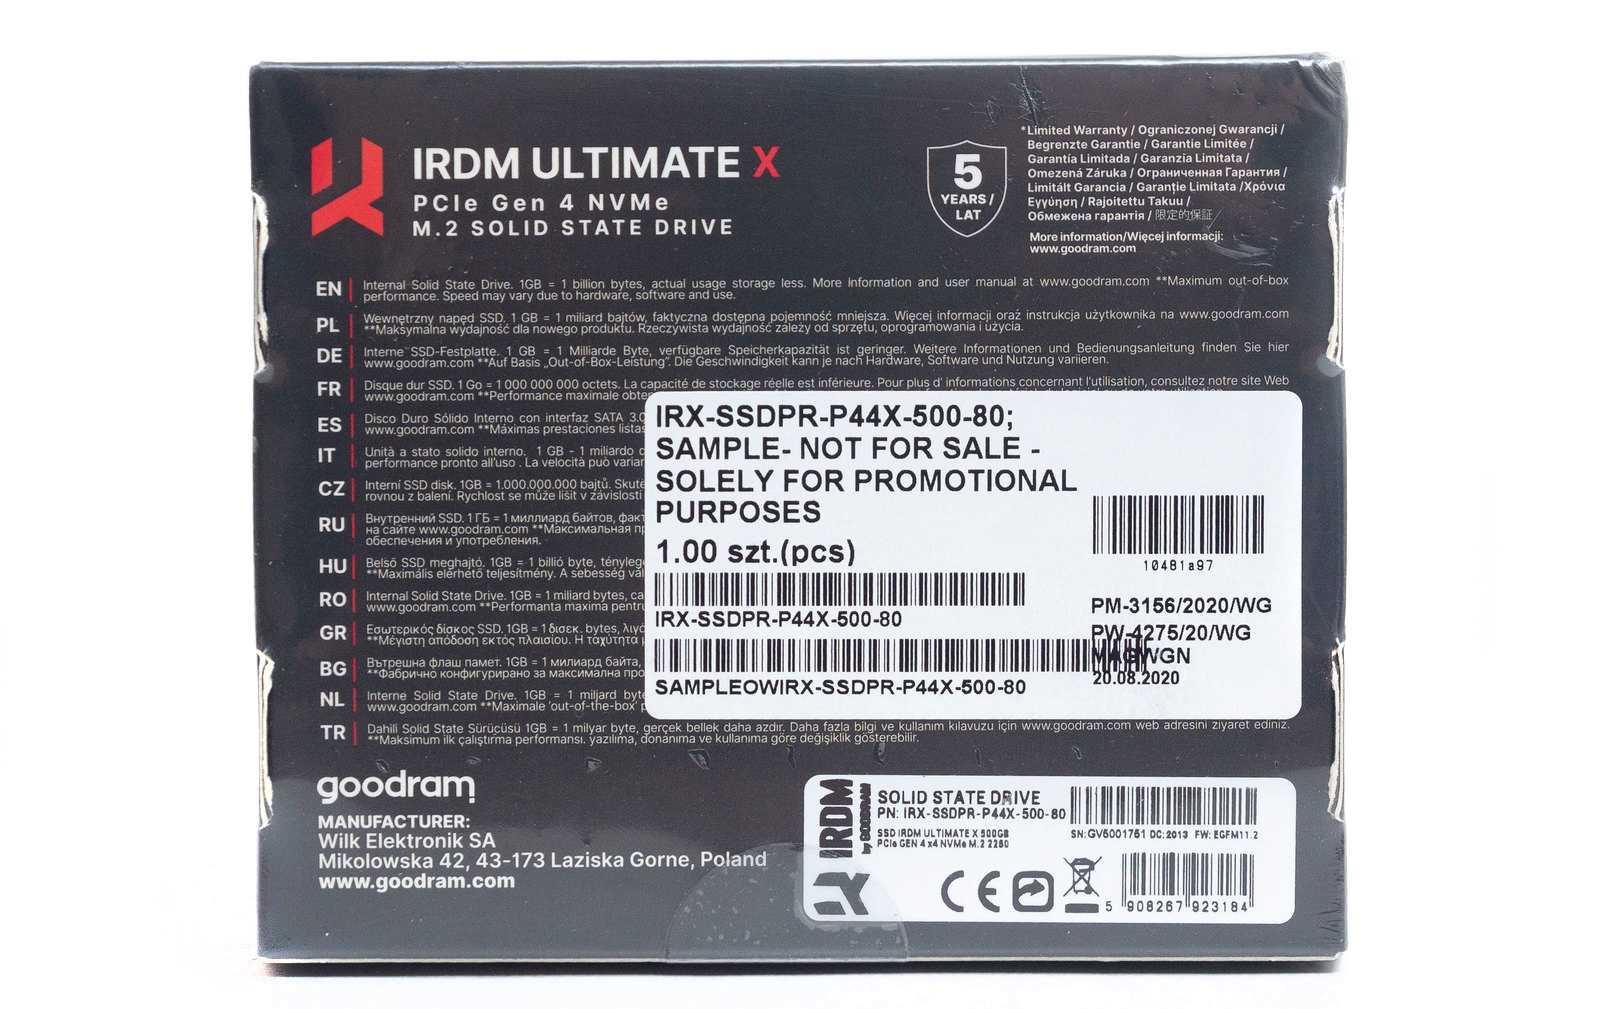 IRDM ULTIMATE X
PCIe Gen 4 NVMe
M.2 SOLID STATE DRIVE
5
YEARS /
LAT
*Limited Warranty / Ograniczonej Gwarancji /
Begrenzte Garantie / Garantie Limitée /
Garantía Limitada / Garanzia Limitata /
Omezená Záruka / Ограниченная Гарантия /
Limitált Garancia / Garanție Limitata /Χρόνια
Εγγύηση / Rajoitettu Takuu /
Обмежена гарантія / 限定的保証
More information/Więcej informacji:
www.goodram.com
EN Internal Solid State Drive. 1GB = 1 billion bytes, actual usage storage less. More Information and user manual at www.goodram.com **Maximum out-of-box
performance. Speed may vary due to hardware, software and use.
PL Wewnętrzny napęd SSD. 1 GB = 1 miliard bajtów, faktyczna dostępna pojemność mniejsza. Więcej informacji oraź instrukcja użytkownika na www.goodram.com
**Maksymalna wydajność dla nowego produktu. Rzeczywista wydajność zależy od sprzętu, oprogramowania i użycia.
DE Interne SSD-Festplatte. 1 GB = 1 Milliarde Byte, verfügbare Speicherkapazität ist geringer. Weitere Informationen und Bedienungsanleitung finden Sie hier
www.goodram.com **Auf Basis „Out-of-Box-Leistung". Die Geschwindigkeit kann je nach Hardware, Software und Nutzung variieren.
FR Disque dur SSD. 1 Go = 1 000 000 000 octets. La capacité de stockage réelle est inférieure. Pour plus d' informations concernant l'utilisation, consultez notre site Web
www.goodram.com **Performance maximale
ES Disco Duro Sólido Interno con interfaz SATA 3.0
www.goodram.com **Máximas prestaciones listas
IT Unità a stato solido interno. 1 GB - 1 miliardo
performance pronto all'uso . La velocità può
CZ Interní SSD disk. 1GB = 1.000.000.000 bajtů.
rovnou z balení. Rychlost se může lišit v závislosti
RU Внутренний SSD. 1 ГБ = 1 миллиард байтов,
на сайте www.goodram.com **Максимальная
обеспечения и употребления.
HU Belső SSD meghajtó. 1GB = 1 billió byte,
**Maximális elérhető teljesítmény. A sebesség
RO Internal Solid State Drive. 1GB = 1 miliard bytes,
www.goodram.com **Performanta maxima
GR Εσωτερικός δίσκος SSD. 1GB = 1 δισεκ. bytes,
**Μέγιστη απόδοση εκτός πλαισίου. Η ταχύτητα
BG Вътрешна флаш памет. 1GB = 1 милиард байта,
**Фабрично конфигурирано за максимална
NL Interne Solid State Drive. 1GB = 1 miljard
www.goodram.com **Maximale 'out-of-the-box'
TR Dahili Solid State Sürücüsü 1GB = 1 milyar byte, gerçek bellek daha azdır. Daha fazla bilgi ve kullanım kılavuzu için www.goodram.com web adresini ziyaret ediniz.
**Maksimum ilk çalıştırma performansı. yazılıma, donanıma ve kullanıma göre değişiklik gösterebilir.
IRX-SSDPR-P44X-500-80;
SAMPLE- NOT FOR SALE -
SOLELY FOR PROMOTIONAL
PURPOSES
1.00 szt.(pcs)
IRX-SSDPR-P44X-500-80
SAMPLEOWIRX-SSDPR-P44X-500-80
10481a97
PM-3156/2020/WG
PW-4275/20/WG
MAGWGN
20.08.2020
goodram
MANUFACTURER:
Wilk Elektronik SA
Mikolowska 42, 43-173 Laziska Gorne, Poland
www.goodram.com
IRDM
by GOODRAM
SOLID STATE DRIVE
PN: IRX-SSDPR-P44X-500-80
SSD IRDM ULTIMATE X 500GB
PCIe GEN 4 x4 NVMe M.2 2280
SN:GV5001751 DC:2013 FW: EGFM11.2
CE
5 908267 923184